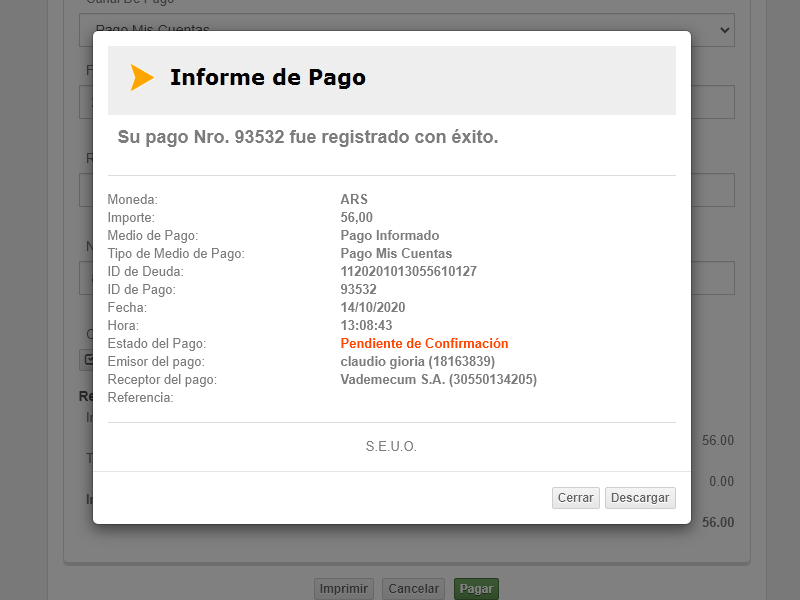 Canal De Pago
Pago Mis Cuentas
Informe de Pago
Su pago Nro. 93532 fue registrado con éxito.
Moneda: ARS
Importe: 56,00
Medio de Pago: Pago Informado
Tipo de Medio de Pago: Pago Mis Cuentas
ID de Deuda: 1120201013055610127
ID de Pago: 93532
Fecha: 14/10/2020
Hora: 13:08:43
Estado del Pago: Pendiente de Confirmación
Emisor del pago: claudio gioria (18163839)
Receptor del pago: Vademecum S.A. (30550134205)
Referencia:
S.E.U.O.
Cerrar Descargar
56.00
0.00
56.00
Imprimir Cancelar Pagar